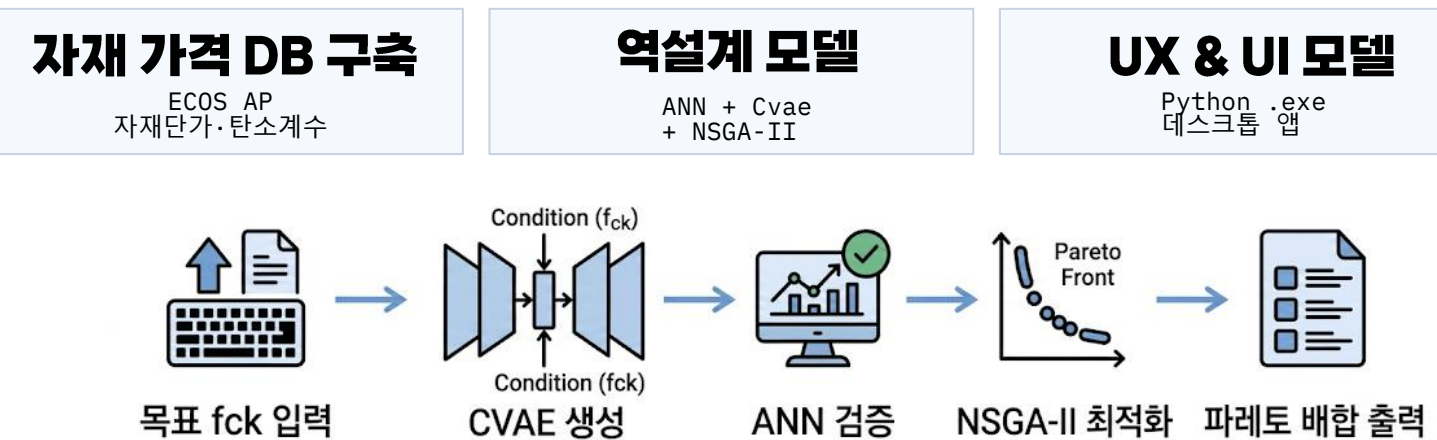 자재 가격 DB 구축
ECOS AP
자재단가·탄소계수
역설계 모델
ANN + Cvae
+ NSGA-II
UX & UI 모델
Python .exe
데스크톱 앱
Condition (fck)
Condition (fck)
Pareto
Front
목표 fck 입력
CVAE 생성
ANN 검증
NSGA-II 최적화
파레토 배합 출력